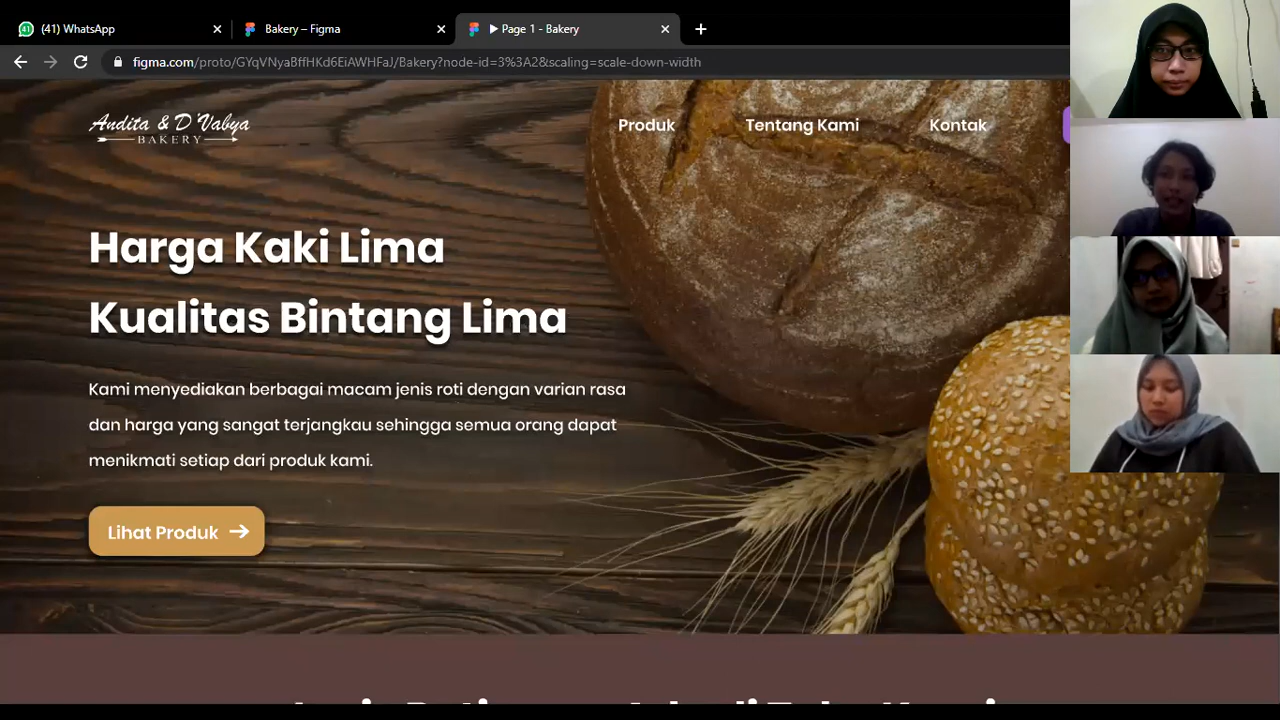 41
(41) WhatsApp
Bakery – Figma
Page 1 - Bakery
figma.com/proto/GYqVNyaBffHKd6EiAWHFaJ/Bakery?node-id=3%3A2&scaling=scale-down-width
Andita & D'Vabya
BAKERY
Produk
Tentang Kami
Kontak
Harga Kaki Lima
Kualitas Bintang Lima
Kami menyediakan berbagai macam jenis roti dengan varian rasa
dan harga yang sangat terjangkau sehingga semua orang dapat
menikmati setiap dari produk kami.
Lihat Produk